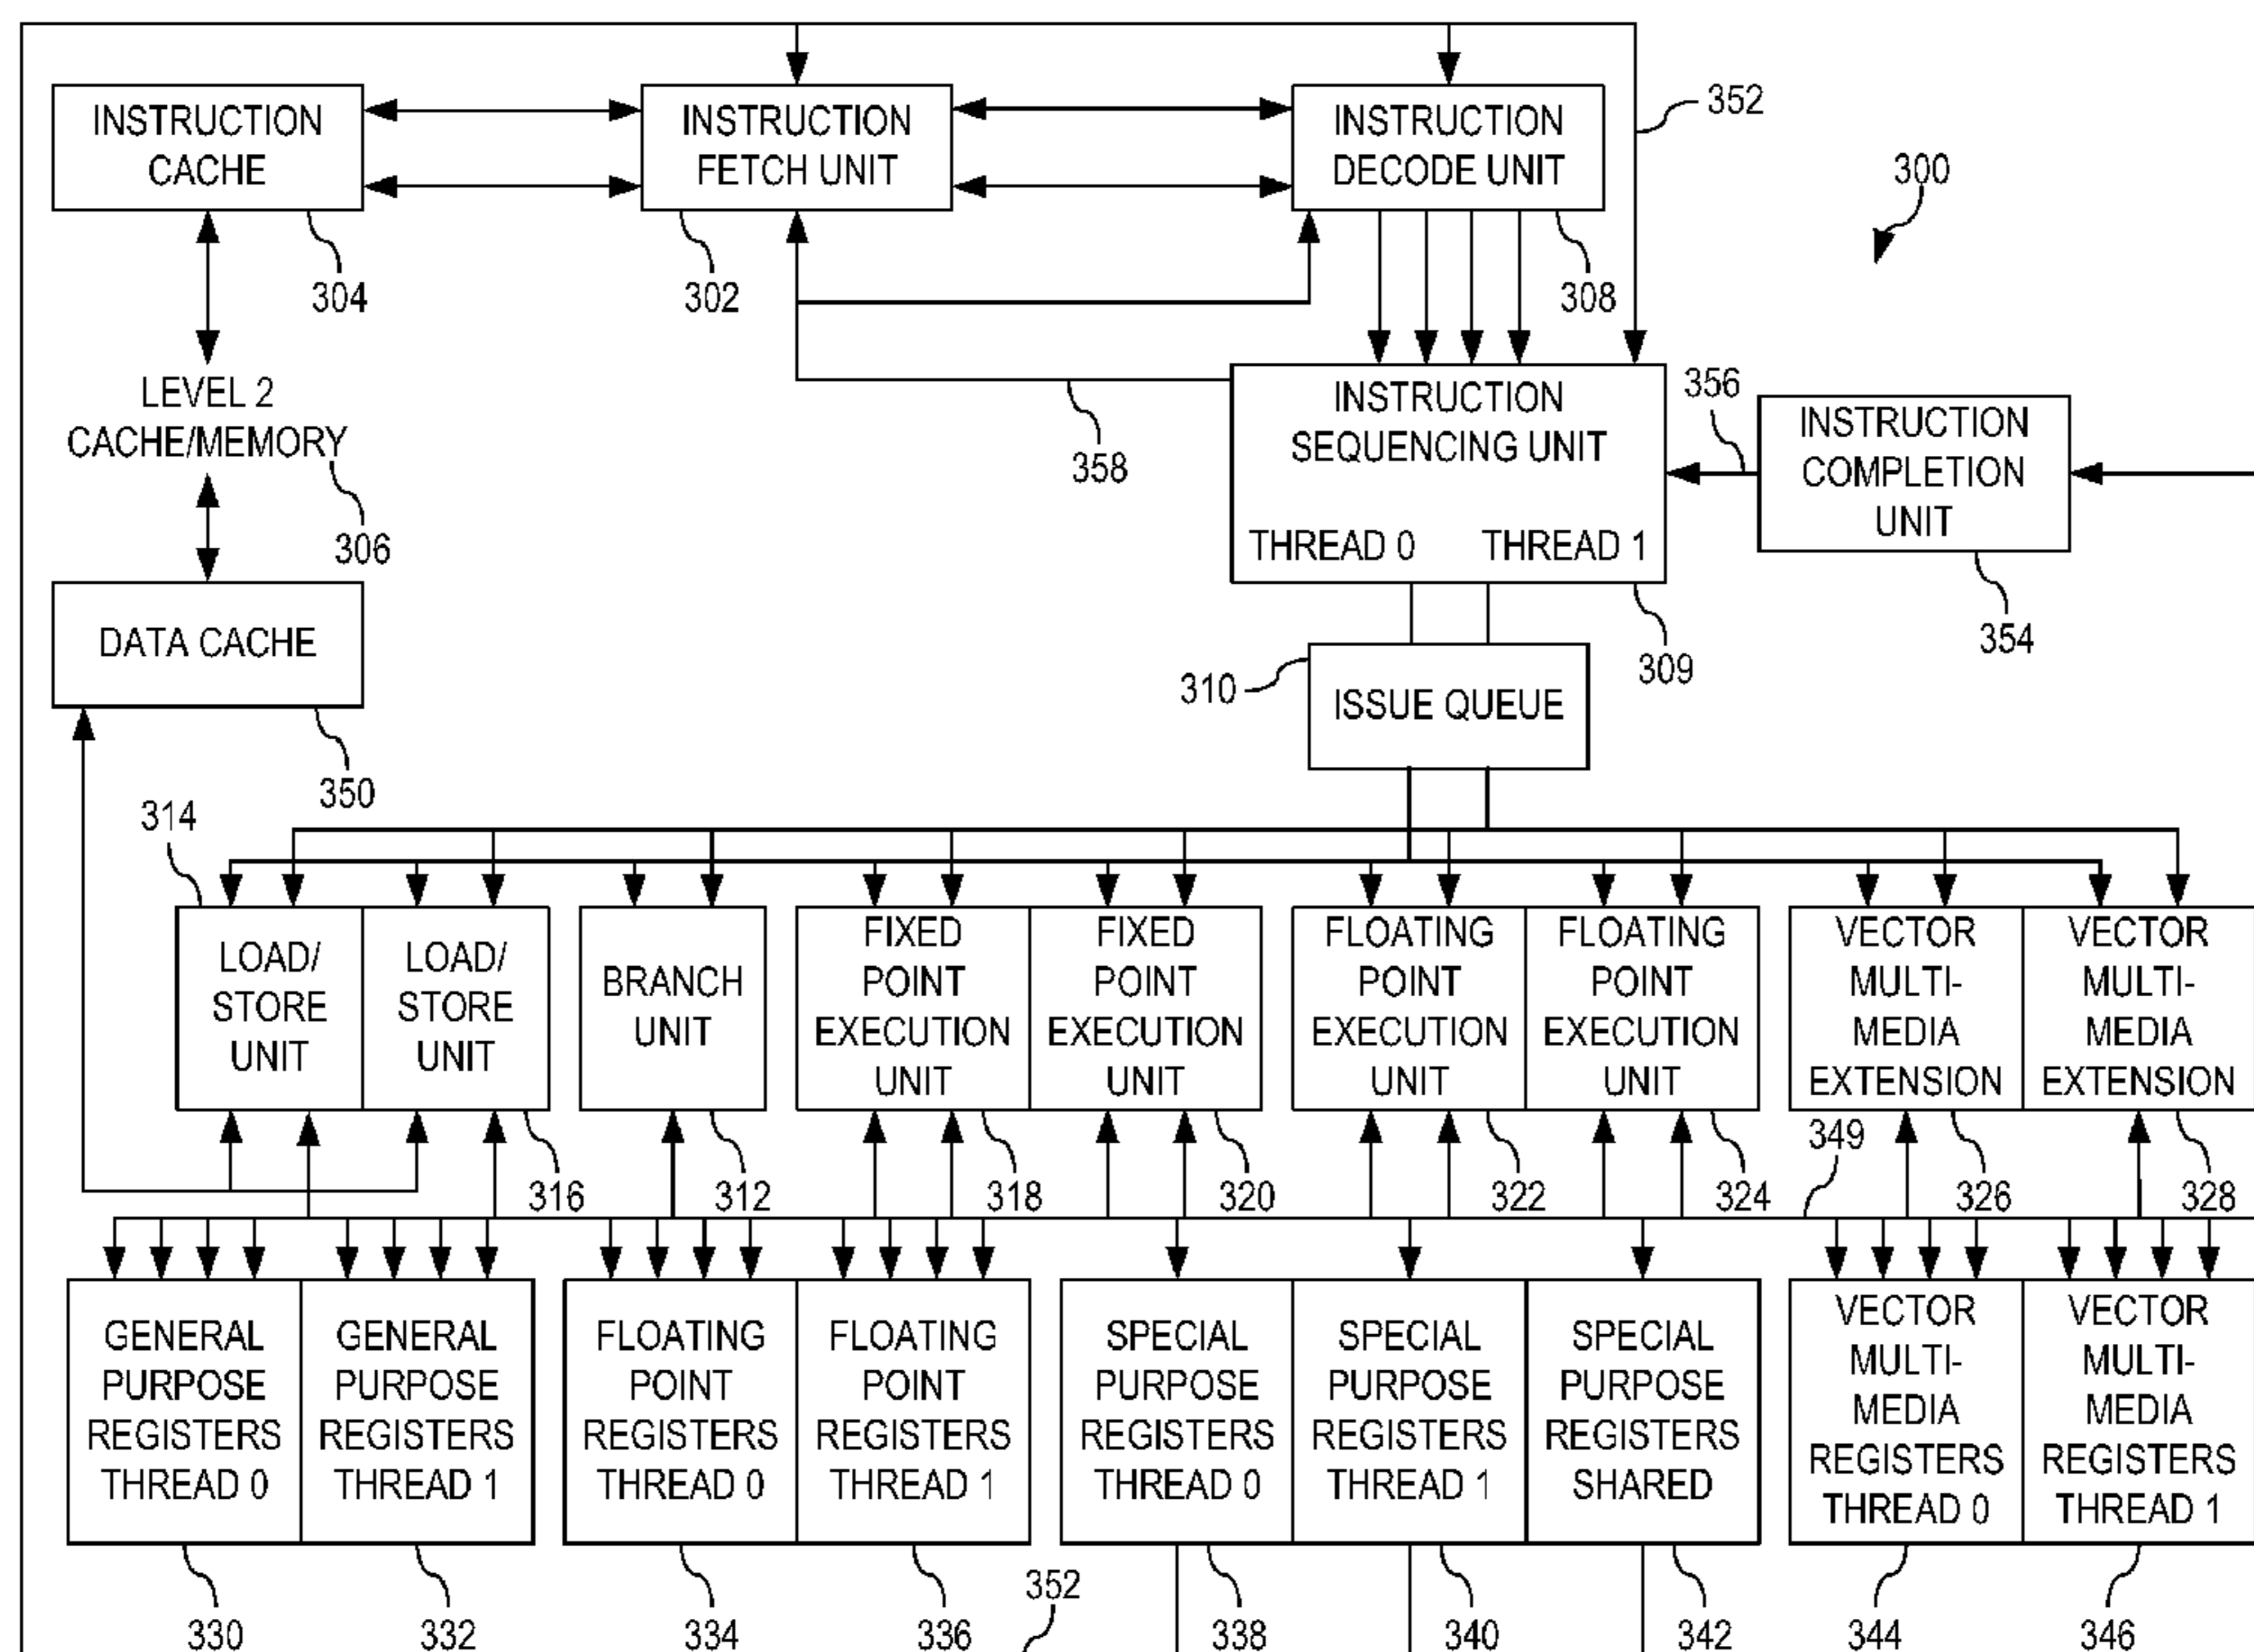 INSTRUCTION
CACHE
INSTRUCTION
FETCH UNIT
INSTRUCTION
DECODE UNIT
352
300
304
302
308
LEVEL 2
CACHE/MEMORY
306
INSTRUCTION
SEQUENCING UNIT
THREAD 0 THREAD 1
358
356
INSTRUCTION
COMPLETION
UNIT
354
309
DATA CACHE
350
310
ISSUE QUEUE
314
LOAD/
STORE
UNIT
LOAD/
STORE
UNIT
BRANCH
UNIT
FIXED
POINT
EXECUTION
UNIT
FIXED
POINT
EXECUTION
UNIT
FLOATING
POINT
EXECUTION
UNIT
FLOATING
POINT
EXECUTION
UNIT
VECTOR
MULTI-
MEDIA
EXTENSION
VECTOR
MULTI-
MEDIA
EXTENSION
349
316
312
318
320
322
324
326
328
GENERAL
PURPOSE
REGISTERS
THREAD 0
GENERAL
PURPOSE
REGISTERS
THREAD 1
FLOATING
POINT
REGISTERS
THREAD 0
FLOATING
POINT
REGISTERS
THREAD 1
SPECIAL
PURPOSE
REGISTERS
THREAD 0
SPECIAL
PURPOSE
REGISTERS
THREAD 1
SPECIAL
PURPOSE
REGISTERS
SHARED
VECTOR
MULTI-
MEDIA
REGISTERS
THREAD 0
VECTOR
MULTI-
MEDIA
REGISTERS
THREAD 1
352
330
332
334
336
338
340
342
344
346